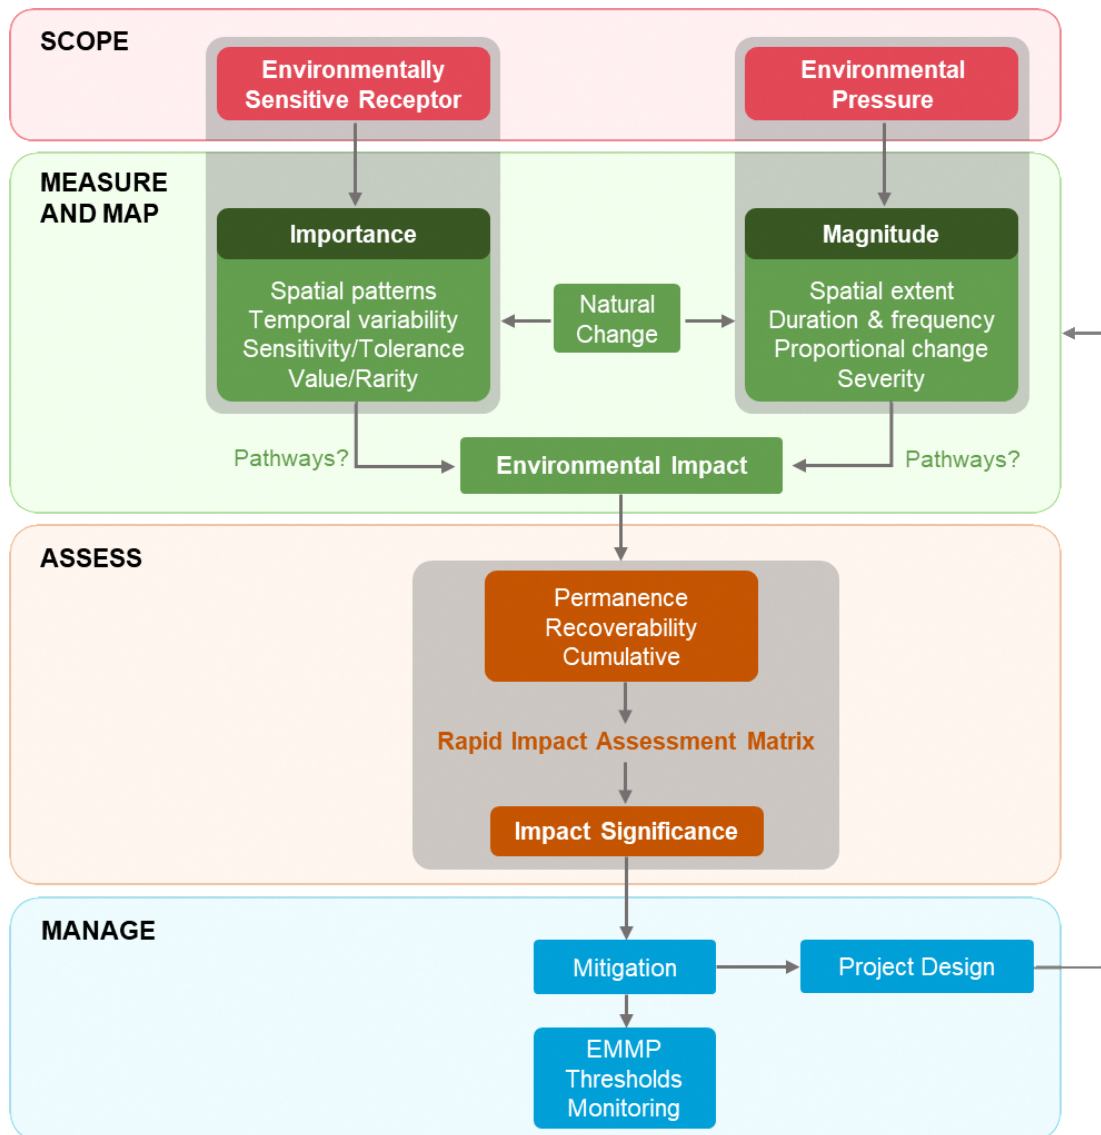 SCOPE
Environmentally
Sensitive Receptor
Environmental
Pressure
MEASURE
AND MAP
Importance
Spatial patterns
Temporal variability
Sensitivity/Tolerance
Value/Rarity
Natural
Change
Magnitude
Spatial extent
Duration & frequency
Proportional change
Severity
Pathways?
Environmental Impact
Pathways?
ASSESS
Permanence
Recoverability
Cumulative
Rapid Impact Assessment Matrix
Impact Significance
MANAGE
Mitigation
Project Design
EMMP
Thresholds
Monitoring